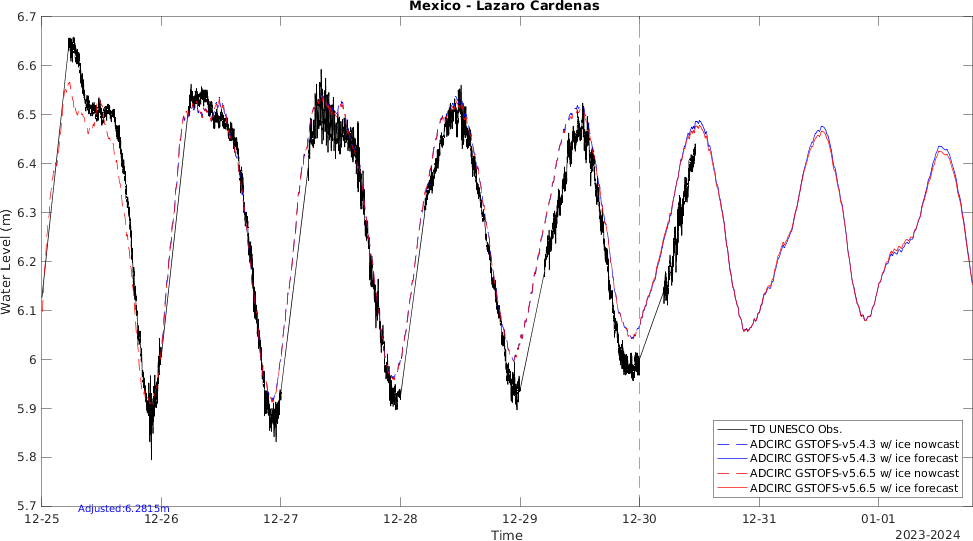 Mexico - Lazaro Cardenas
6.7
6.6
6.5
6.4
6.3
6.2
6.1
6
5.9
5.8
5.7
Water Level (m)
TD UNESCO Obs.
ADCIRC GSTOFS-v5.4.3 w/ ice nowcast
ADCIRC GSTOFS-v5.4.3 w/ ice forecast
ADCIRC GSTOFS-v5.6.5 w/ ice nowcast
ADCIRC GSTOFS-v5.6.5 w/ ice forecast
Adjusted:6.2815m
12-25 12-26 12-27 12-28 12-29 12-30 12-31 01-01
Time
2023-2024